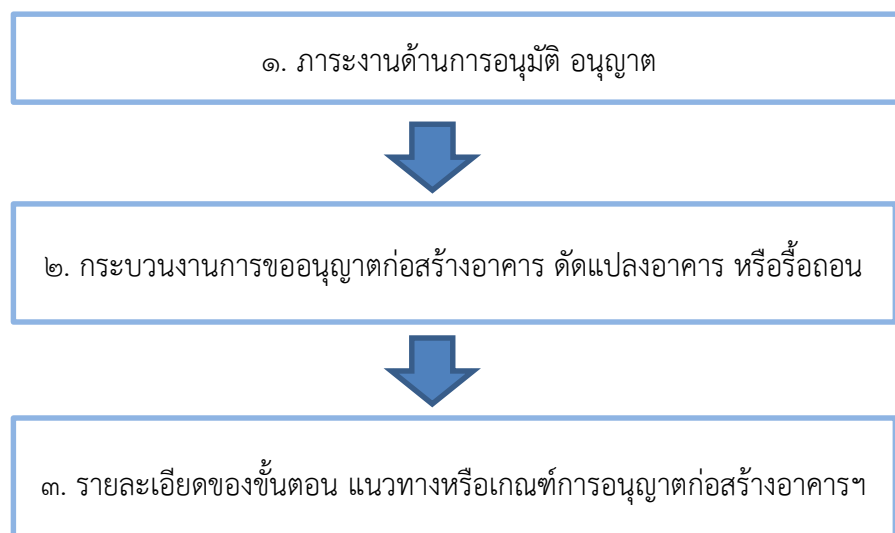 ๑. ภาระงานด้านการอนุมัติ อนุญาต
๒. กระบวนงานการขออนุญาตก่อสร้างอาคาร ดัดแปลงอาคาร หรือรื้อถอน
๓. รายละเอียดของขั้นตอน แนวทางหรือเกณฑ์การอนุญาตก่อสร้างอาคารฯ